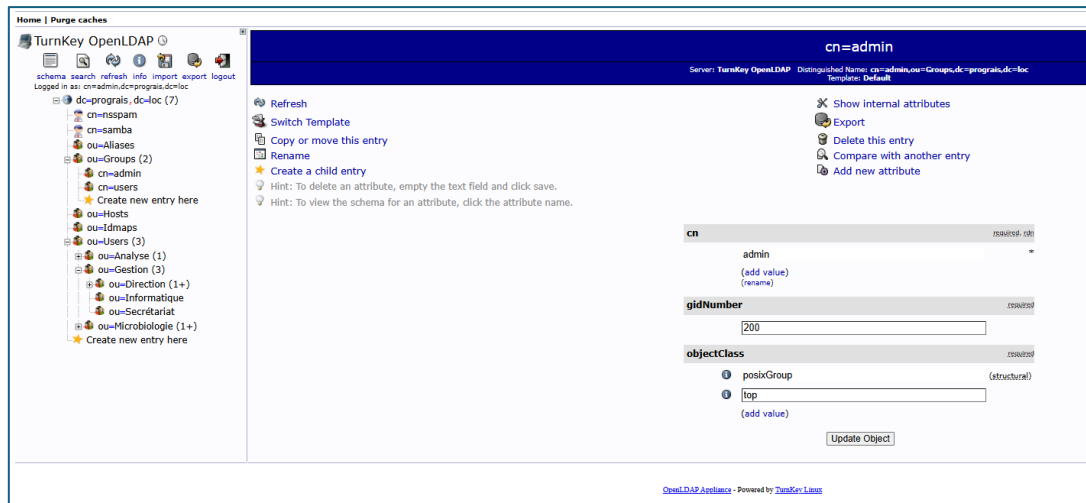 Home | Purge caches
TurnKey OpenLDAP
schema search refresh info import export logout
Logged in as: cn=admin,dc=prograis,dc=loc
dc=prograis,dc=loc (7)
cn=nsspam
cn=samba
ou=Aliases
ou=Groups (2)
cn=admin
cn=users
Create new entry here
ou=Hosts
ou=Idmaps
ou=Users (3)
ou=Analyse (1)
ou=Gestion (3)
ou=Direction (1+)
ou=Informatique
ou=Secrétariat
ou=Microbiologie (1+)
Create new entry here
cn=admin
Server: TurnKey OpenLDAP Distinguished Name: cn=admin,ou=Groups,dc=prograis,dc=loc
Template: Default
Refresh
Switch Template
Copy or move this entry
Rename
Create a child entry
Hint: To delete an attribute, empty the text field and click save.
Hint: To view the schema for an attribute, click the attribute name.
Show internal attributes
Export
Delete this entry
Compare with another entry
Add new attribute
cn required, rdn
admin *
(add value)
(rename)
gidNumber required
200
objectClass required
posixGroup (structural)
top
(add value)
Update Object
OpenLDAP Appliance - Powered by TurnKey Linux